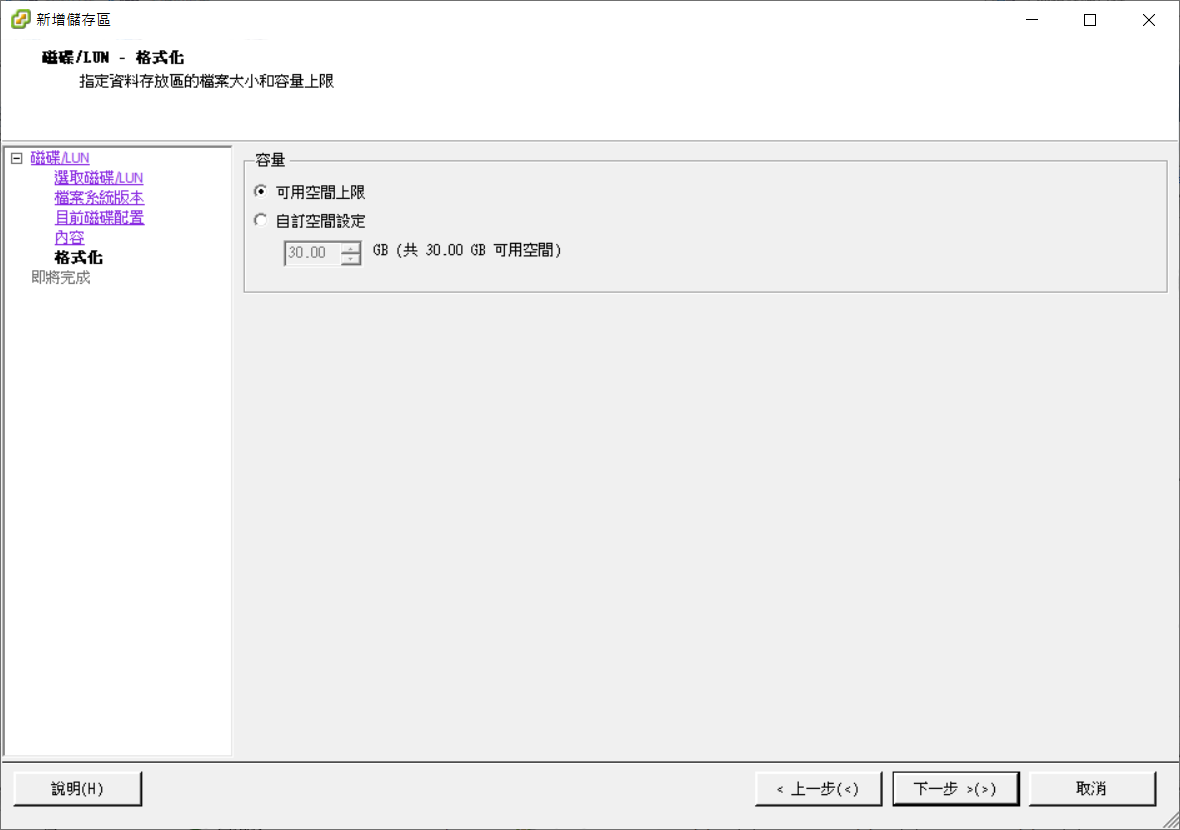 新增儲存區
磁碟/LUN - 格式化
指定資料存放區的檔案大小和容量上限
磁碟/LUN
選取磁碟/LUN
檔案系統版本
目前磁碟配置
內容
格式化
即將完成
容量
可用空間上限
自訂空間設定
30.00 GB (共 30.00 GB 可用空間)
說明(H)
< 上一步(<)
下一步 >(>)
取消